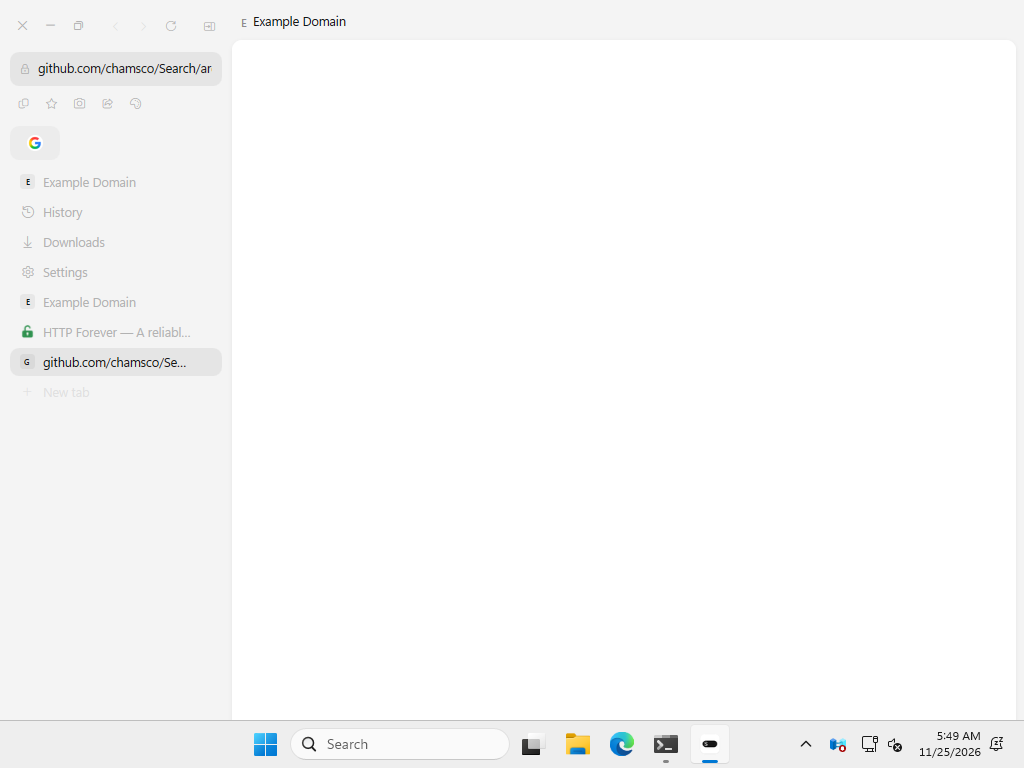 E Example Domain
github.com/chamsco/Search/ar
E Example Domain
History
Downloads
Settings
E Example Domain
HTTP Forever — A reliabl...
G github.com/chamsco/Se...
+ New tab
Search
5:49 AM
11/25/2026